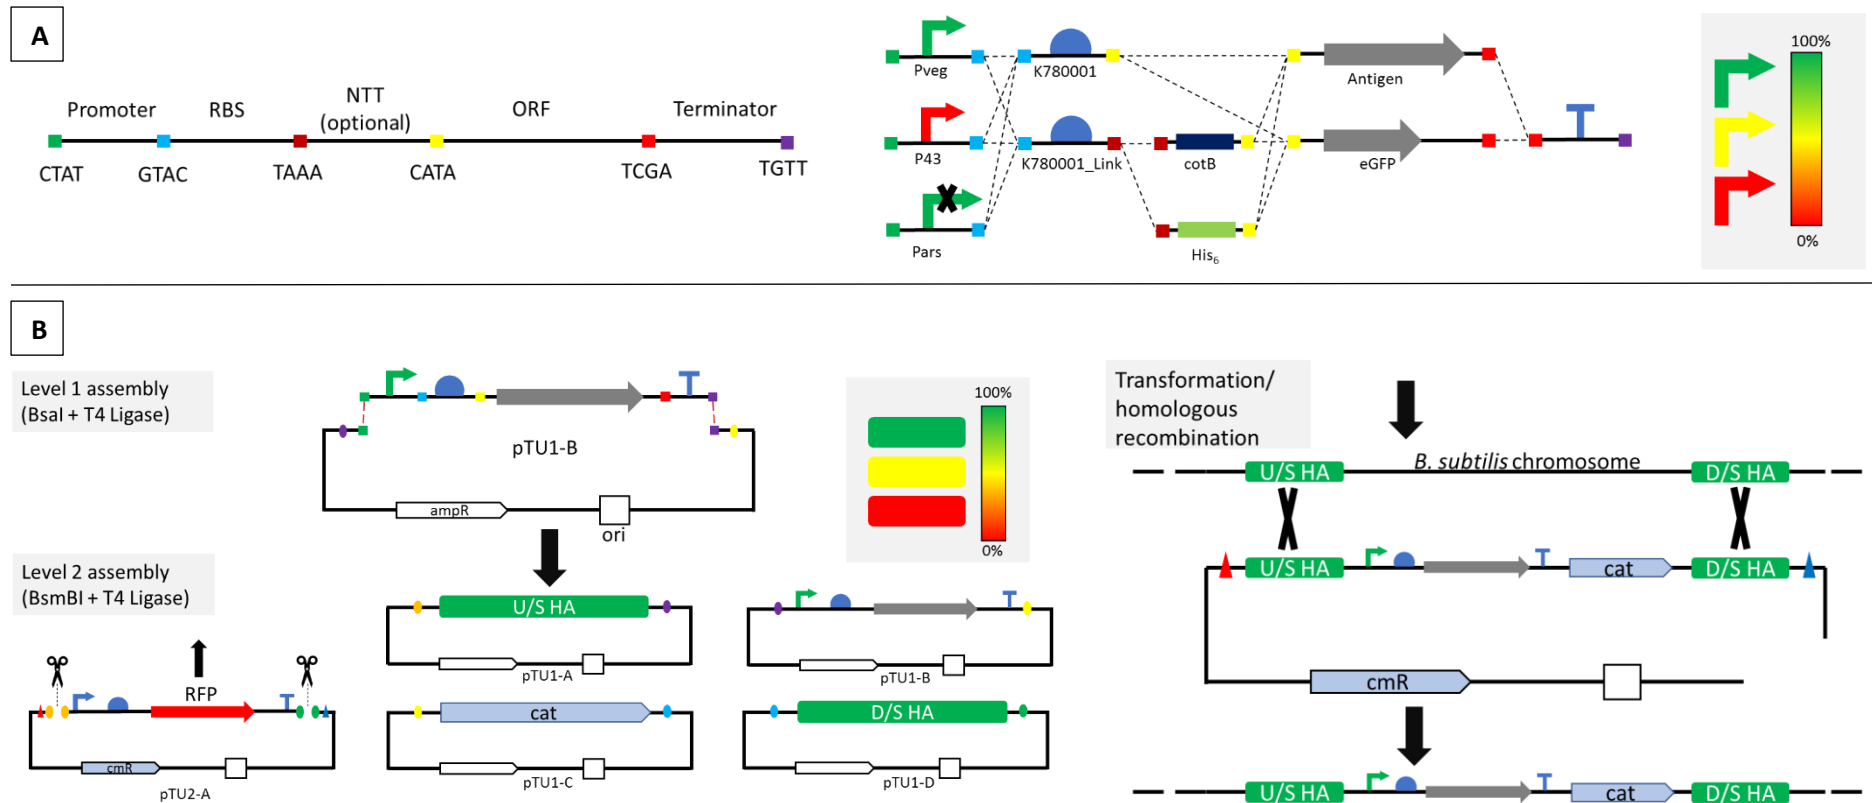 A
Promoter
RBS
NTT
(optional)
ORF
Terminator
CTAT
GTAC
TAAA
CATA
TCGA
TGTT
Pveg
K780001
Antigen
P43
K780001_Link
cotB
eGFP
Pars
His₆
100%
0%
B
Level 1 assembly
(BsaI + T4 Ligase)
pTU1-B
ampR
ori
Level 2 assembly
(BsmBI + T4 Ligase)
RFP
cmR
pTU2-A
U/S HA
pTU1-A
pTU1-B
cat
pTU1-C
D/S HA
pTU1-D
100%
0%
Transformation/
homologous
recombination
B. subtilis chromosome
U/S HA
D/S HA
U/S HA
cat
D/S HA
cmR
U/S HA
cat
D/S HA